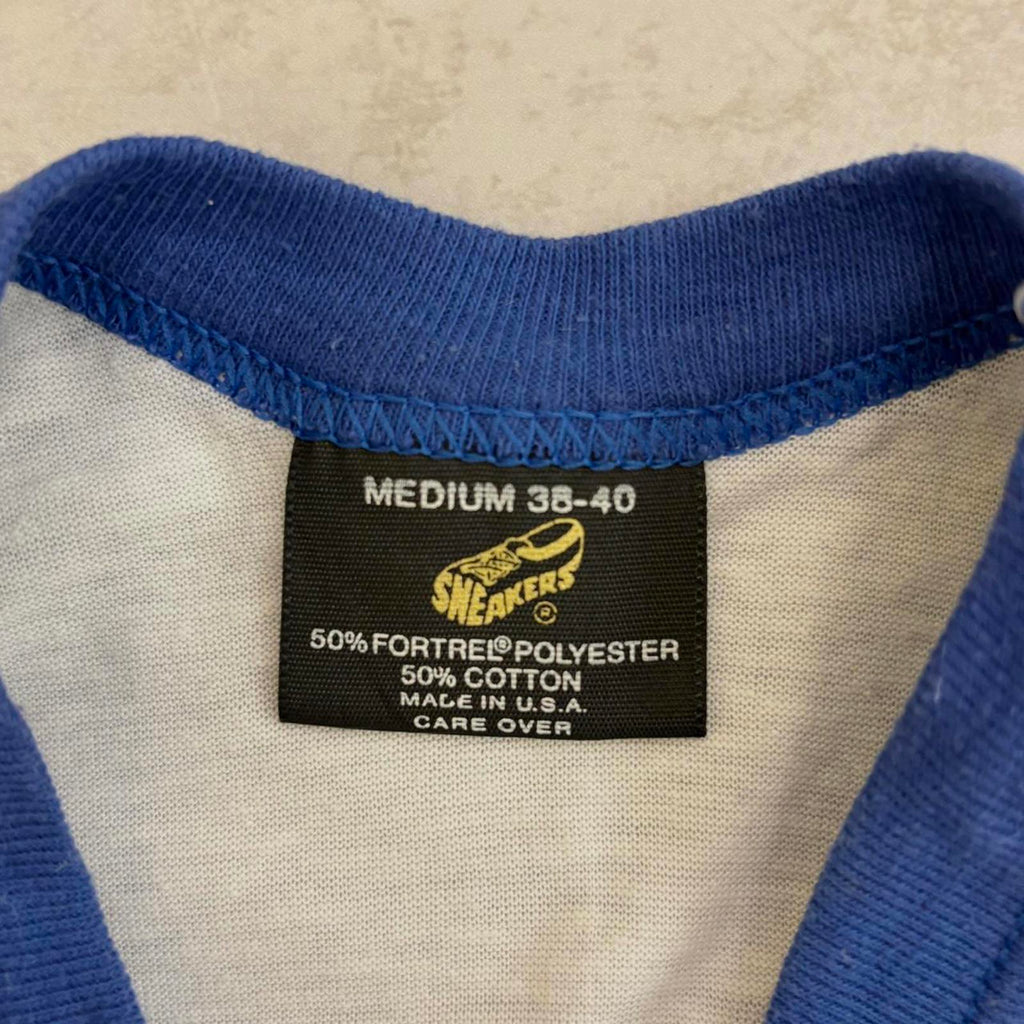 MEDIUM 38-40
SNEAKERS ®
50% FORTREL® POLYESTER
50% COTTON
MADE IN U.S.A.
CARE OVER